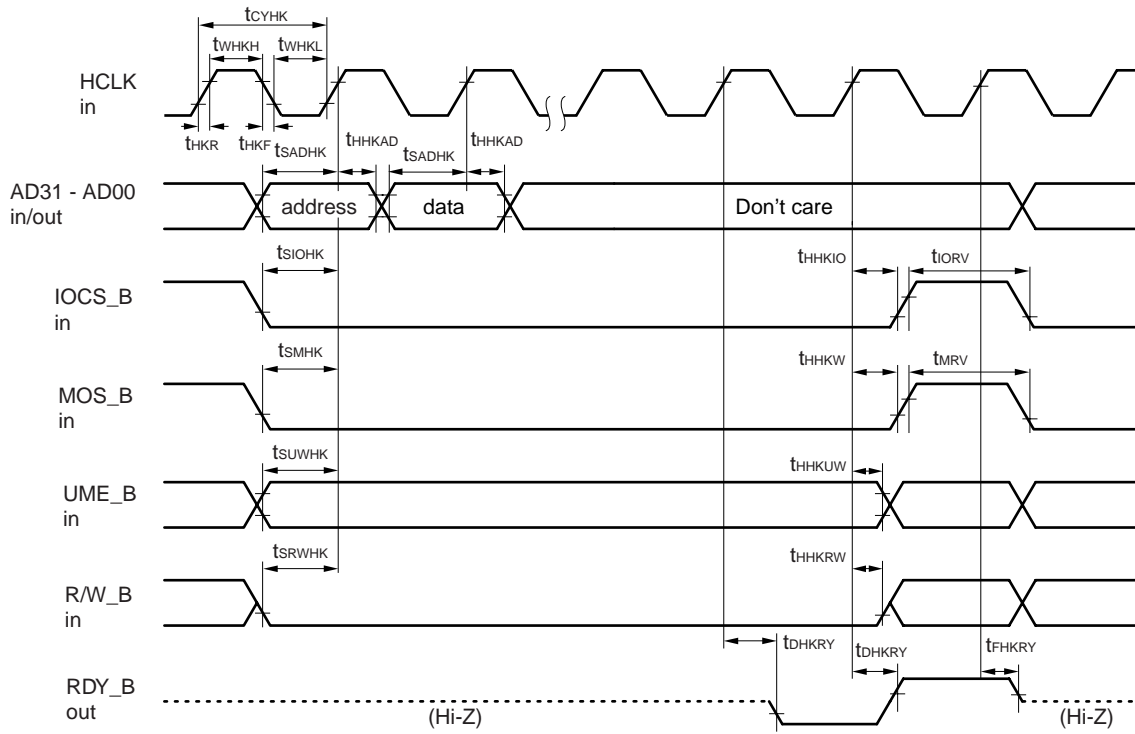 tCYHK
tWHKH tWHKL
HCLK
in
tHKR tHKF tHHKAD tHHKAD
tSADHK tSADHK
AD31 - AD00
in/out
address data Don't care
tSIOHK tHHKIO tIORV
IOCS_B
in
tSMHK tHHKW tMRV
MOS_B
in
tSUWHK tHHKUW
UME_B
in
tSRWHK tHHKRW
R/W_B
in
tDHKRY tDHKRY tFHKRY
RDY_B
out
(Hi-Z) (Hi-Z)